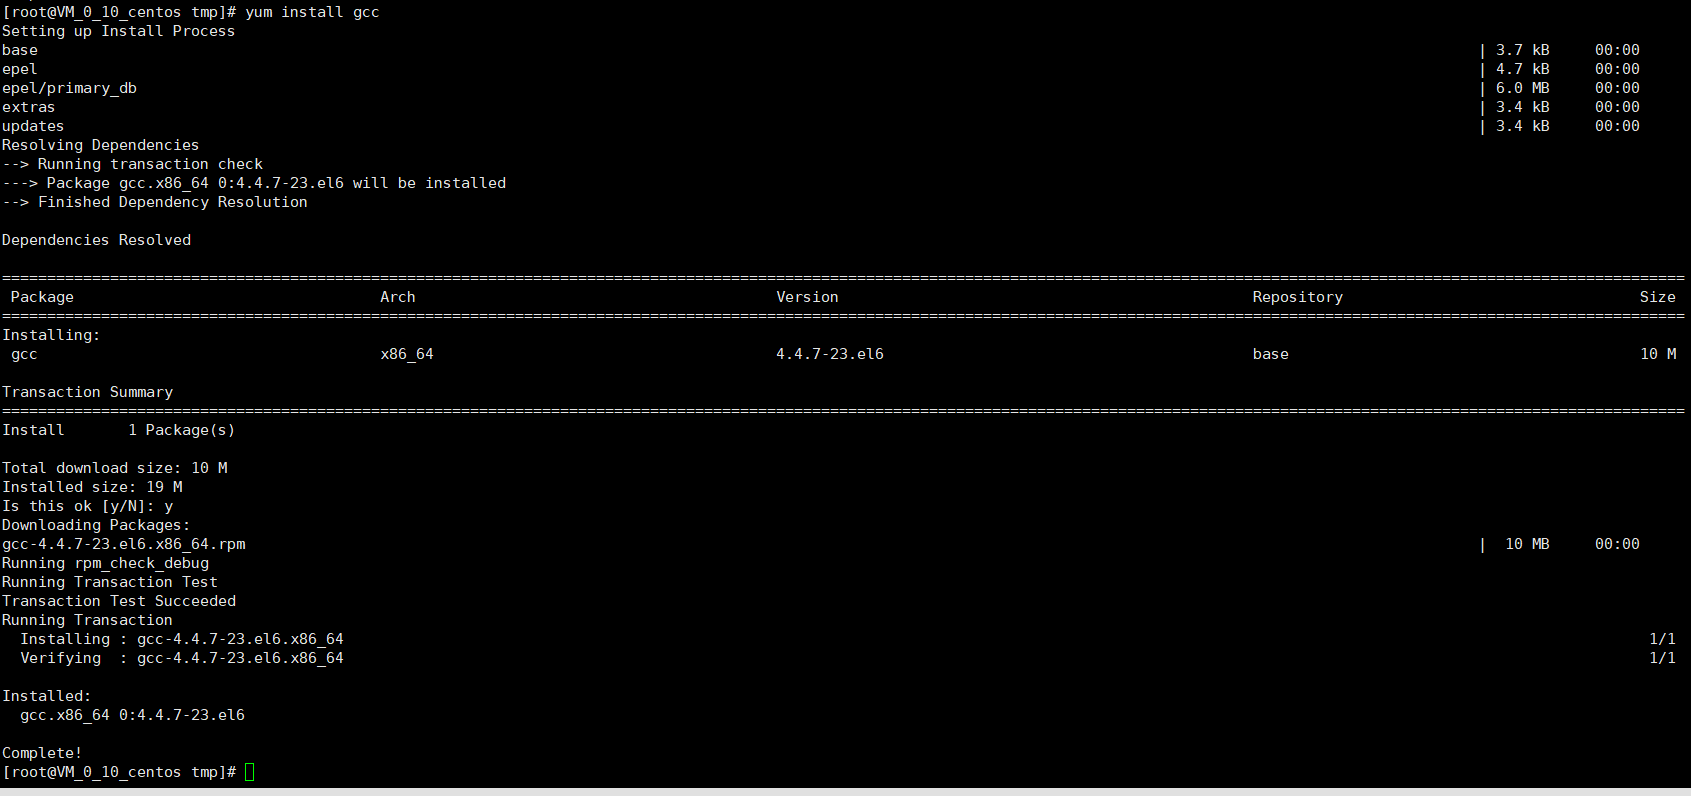 [root@VM_0_10_centos tmp]# yum install gcc
Setting up Install Process
base | 3.7 kB 00:00
epel | 4.7 kB 00:00
epel/primary_db | 6.0 MB 00:00
extras | 3.4 kB 00:00
updates | 3.4 kB 00:00
Resolving Dependencies
--> Running transaction check
---> Package gcc.x86_64 0:4.4.7-23.el6 will be installed
--> Finished Dependency Resolution
Dependencies Resolved
================================================================================
Package Arch Version Repository Size
================================================================================
Installing:
gcc x86_64 4.4.7-23.el6 base 10 M
Transaction Summary
================================================================================
Install 1 Package(s)
Total download size: 10 M
Installed size: 19 M
Is this ok [y/N]: y
Downloading Packages:
gcc-4.4.7-23.el6.x86_64.rpm | 10 MB 00:00
Running rpm_check_debug
Running Transaction Test
Transaction Test Succeeded
Running Transaction
Installing : gcc-4.4.7-23.el6.x86_64 1/1
Verifying : gcc-4.4.7-23.el6.x86_64 1/1
Installed:
gcc.x86_64 0:4.4.7-23.el6
Complete!
[root@VM_0_10_centos tmp]#